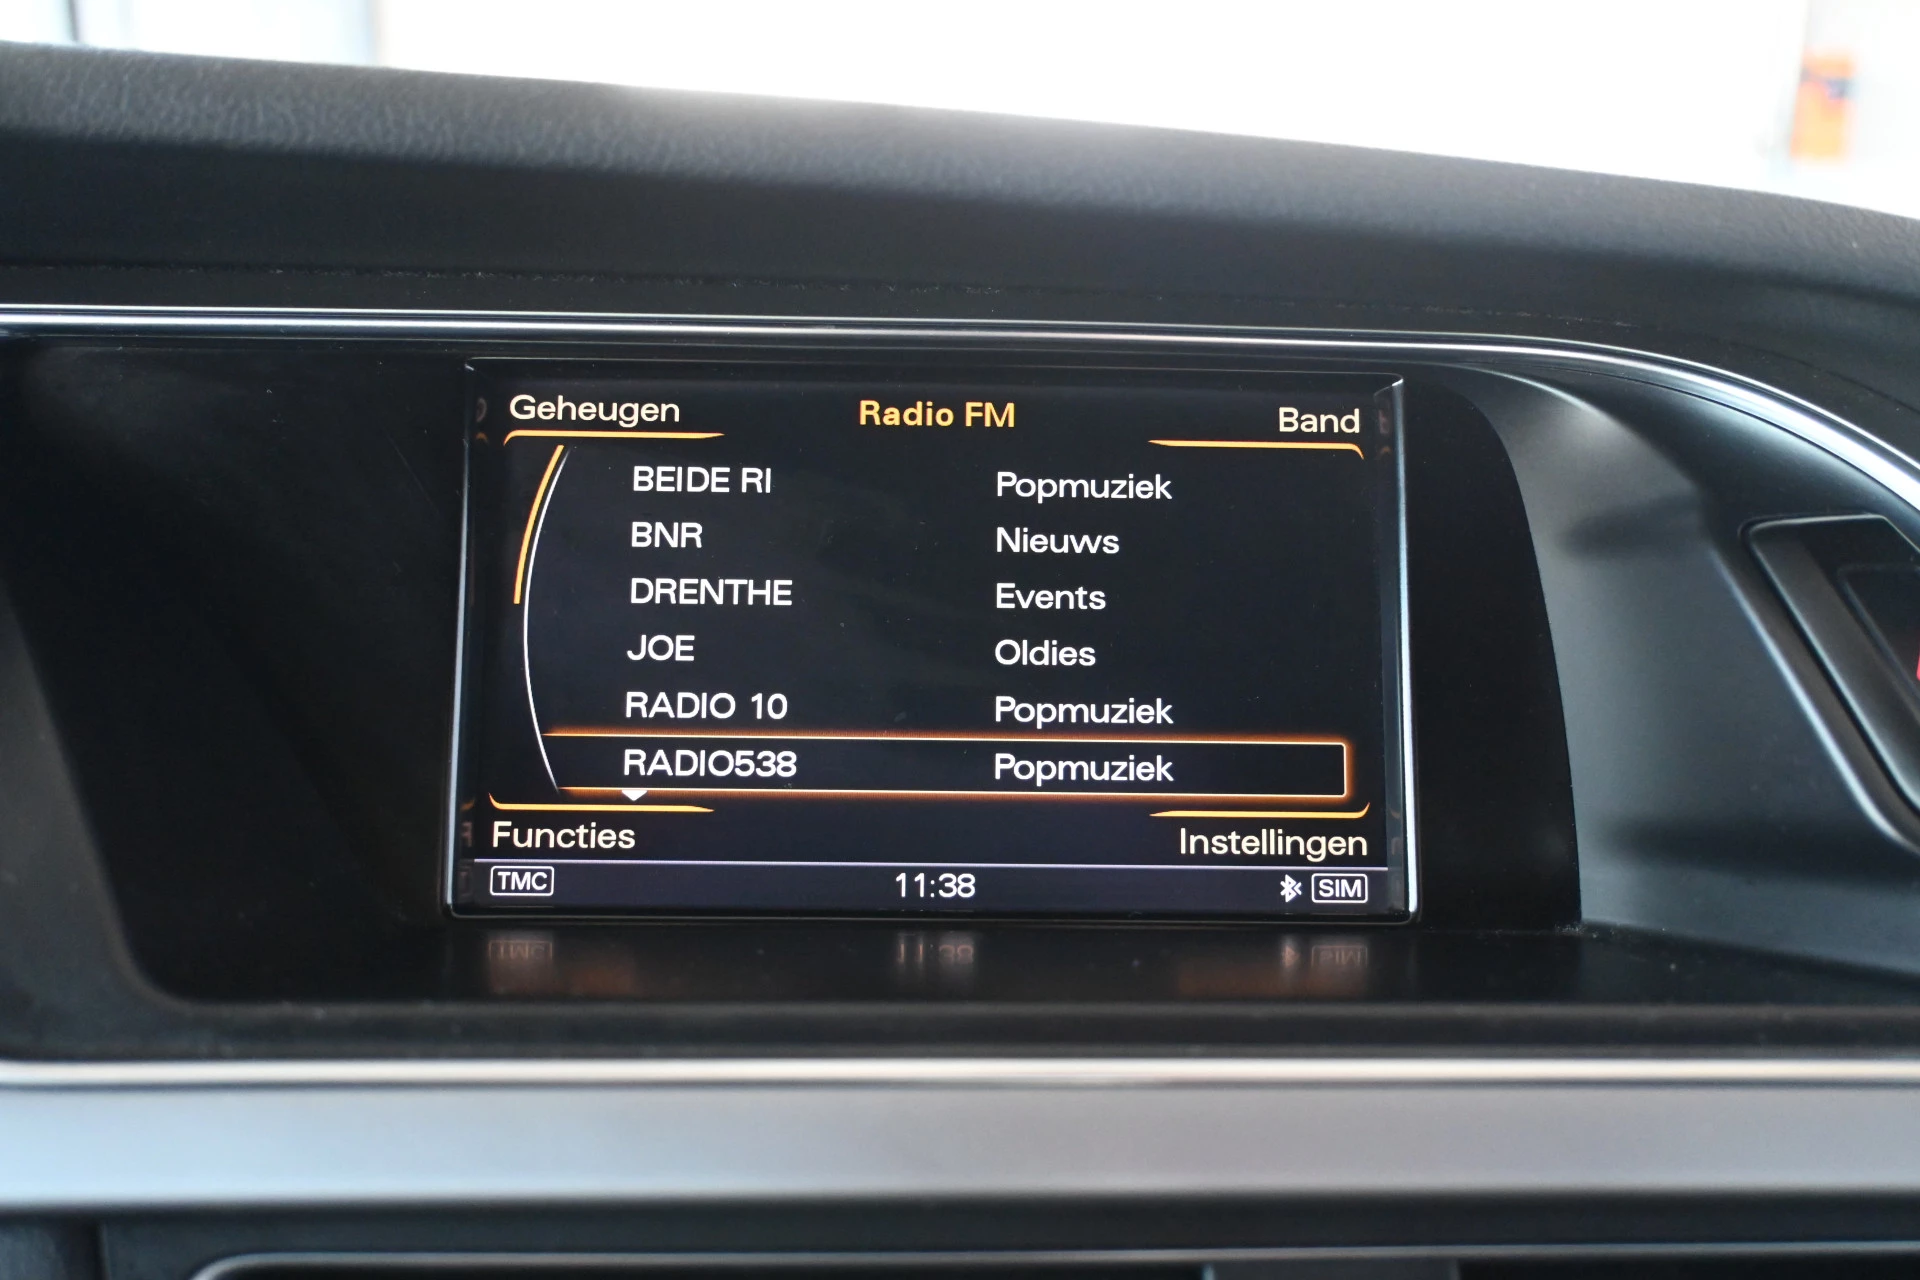 Geheugen Radio FM Band
BEIDE RI Popmuziek
BNR Nieuws
DRENTHE Events
JOE Oldies
RADIO 10 Popmuziek
RADIO538 Popmuziek
Functies Instellingen
TMC 11:38 SIM